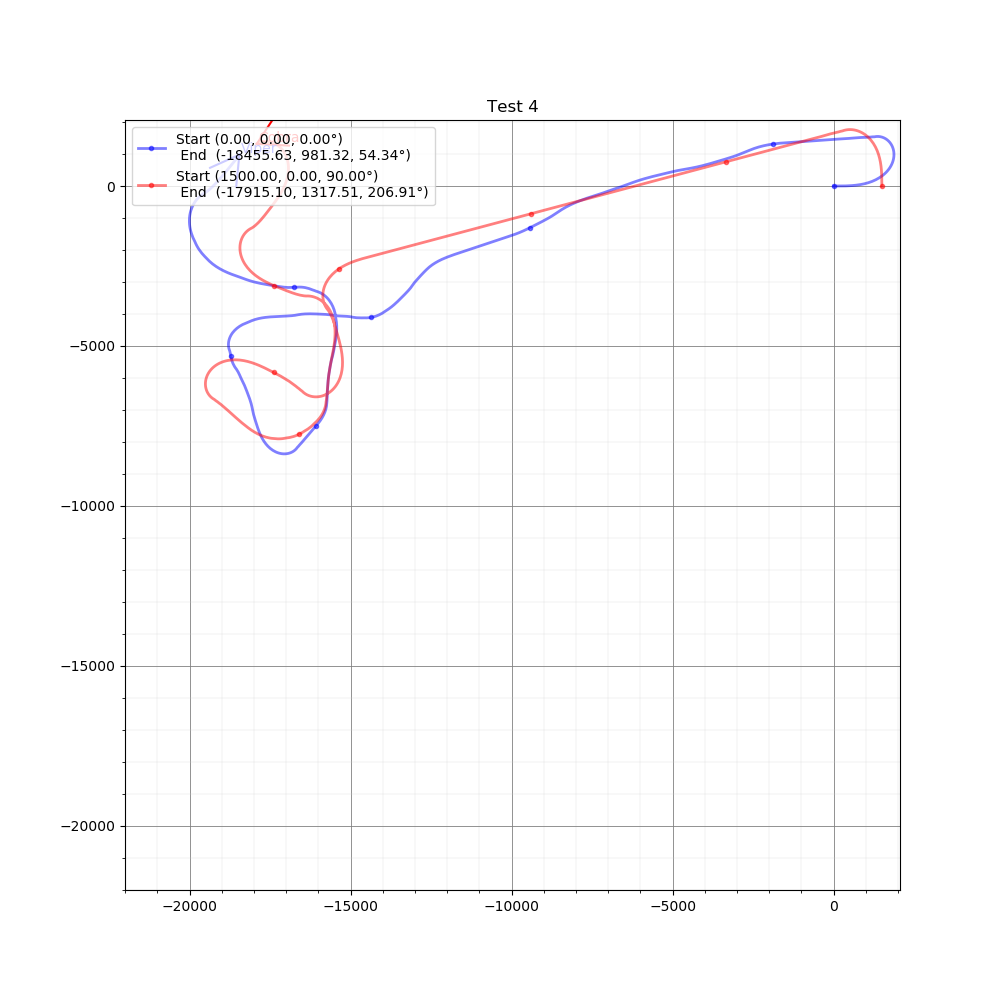 Test 4
Start (0.00, 0.00, 0.00°)
End (-18455.63, 981.32, 54.34°)
Start (1500.00, 0.00, 90.00°)
End (-17915.10, 1317.51, 206.91°)
0
−5000
−10000
−15000
−20000
−20000 −15000 −10000 −5000 0